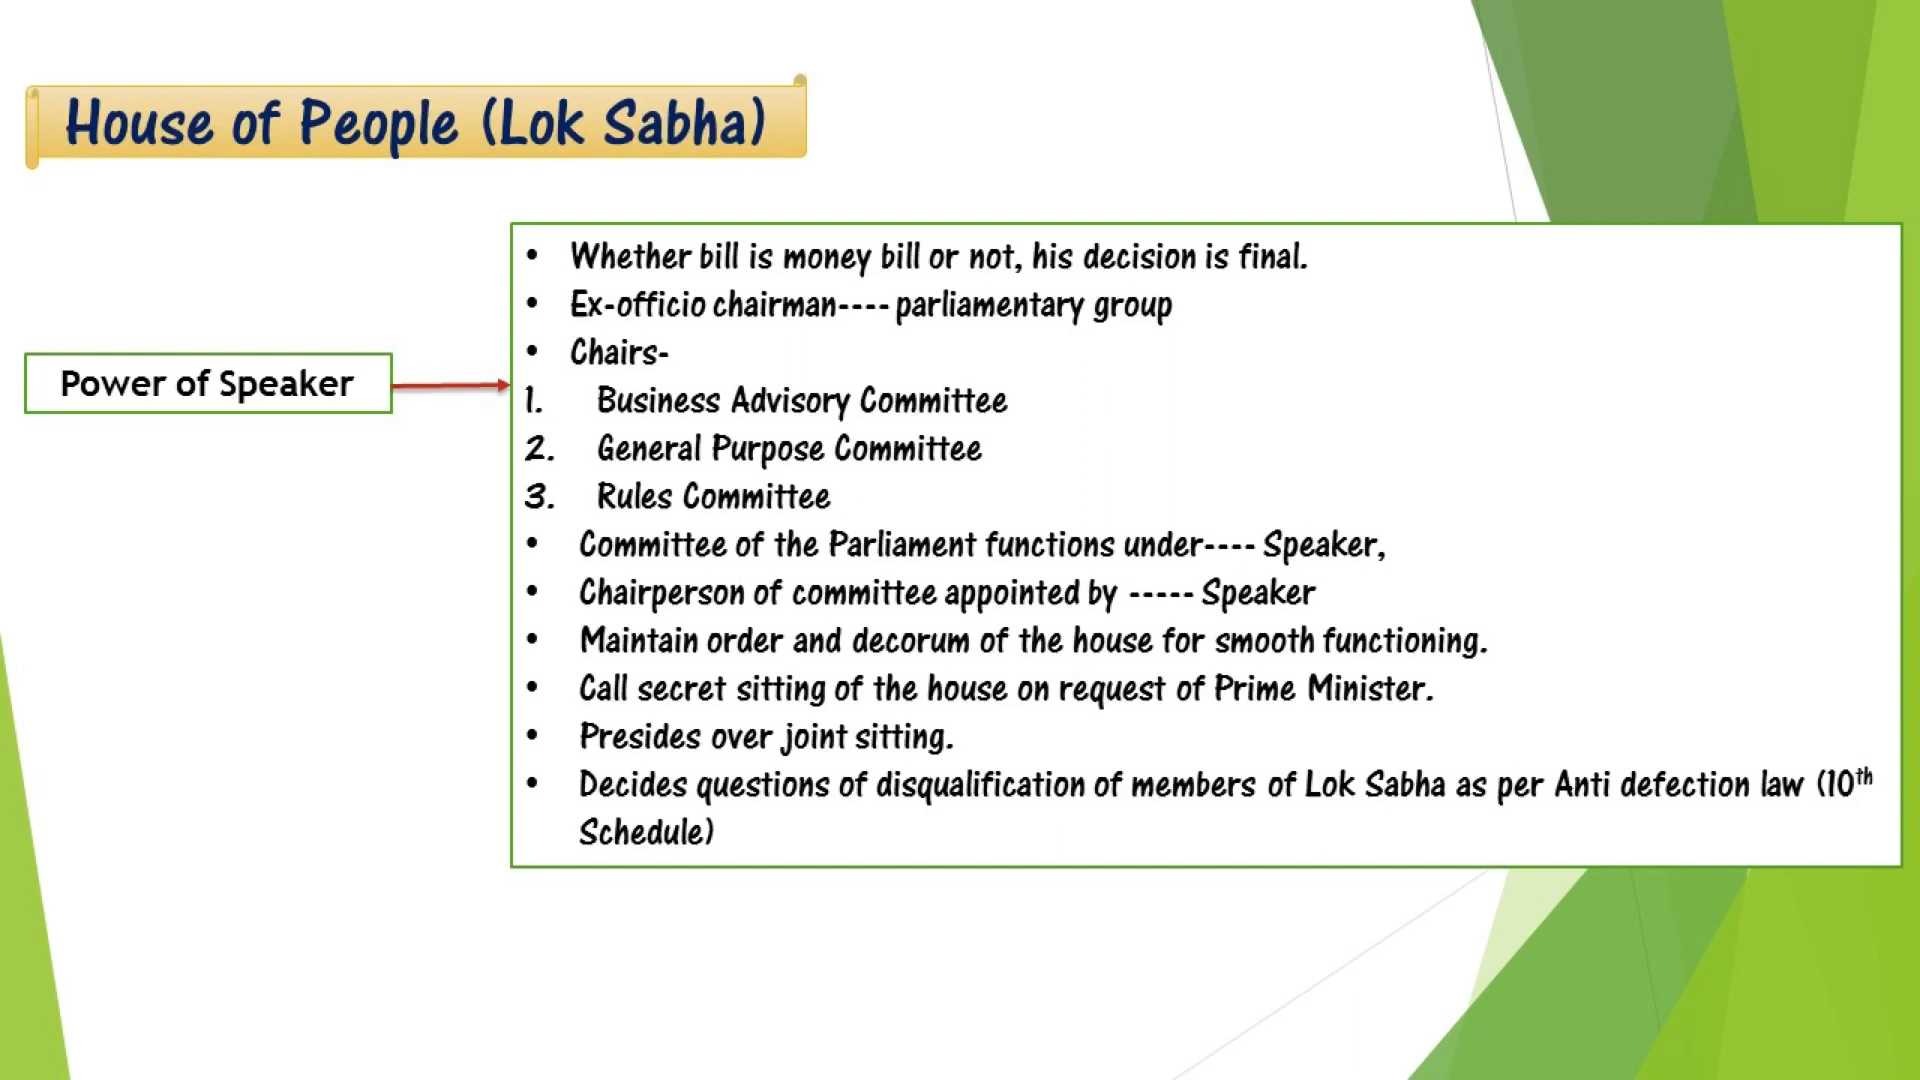 House of People (Lok Sabha)
Power of Speaker
• Whether bill is money bill or not, his decision is final.
• Ex-officio chairman---- parliamentary group
• Chairs-
1. Business Advisory Committee
2. General Purpose Committee
3. Rules Committee
• Committee of the Parliament functions under---- Speaker,
• Chairperson of committee appointed by ----- Speaker
• Maintain order and decorum of the house for smooth functioning.
• Call secret sitting of the house on request of Prime Minister.
• Presides over joint sitting.
• Decides questions of disqualification of members of Lok Sabha as per Anti defection law (10th
Schedule)